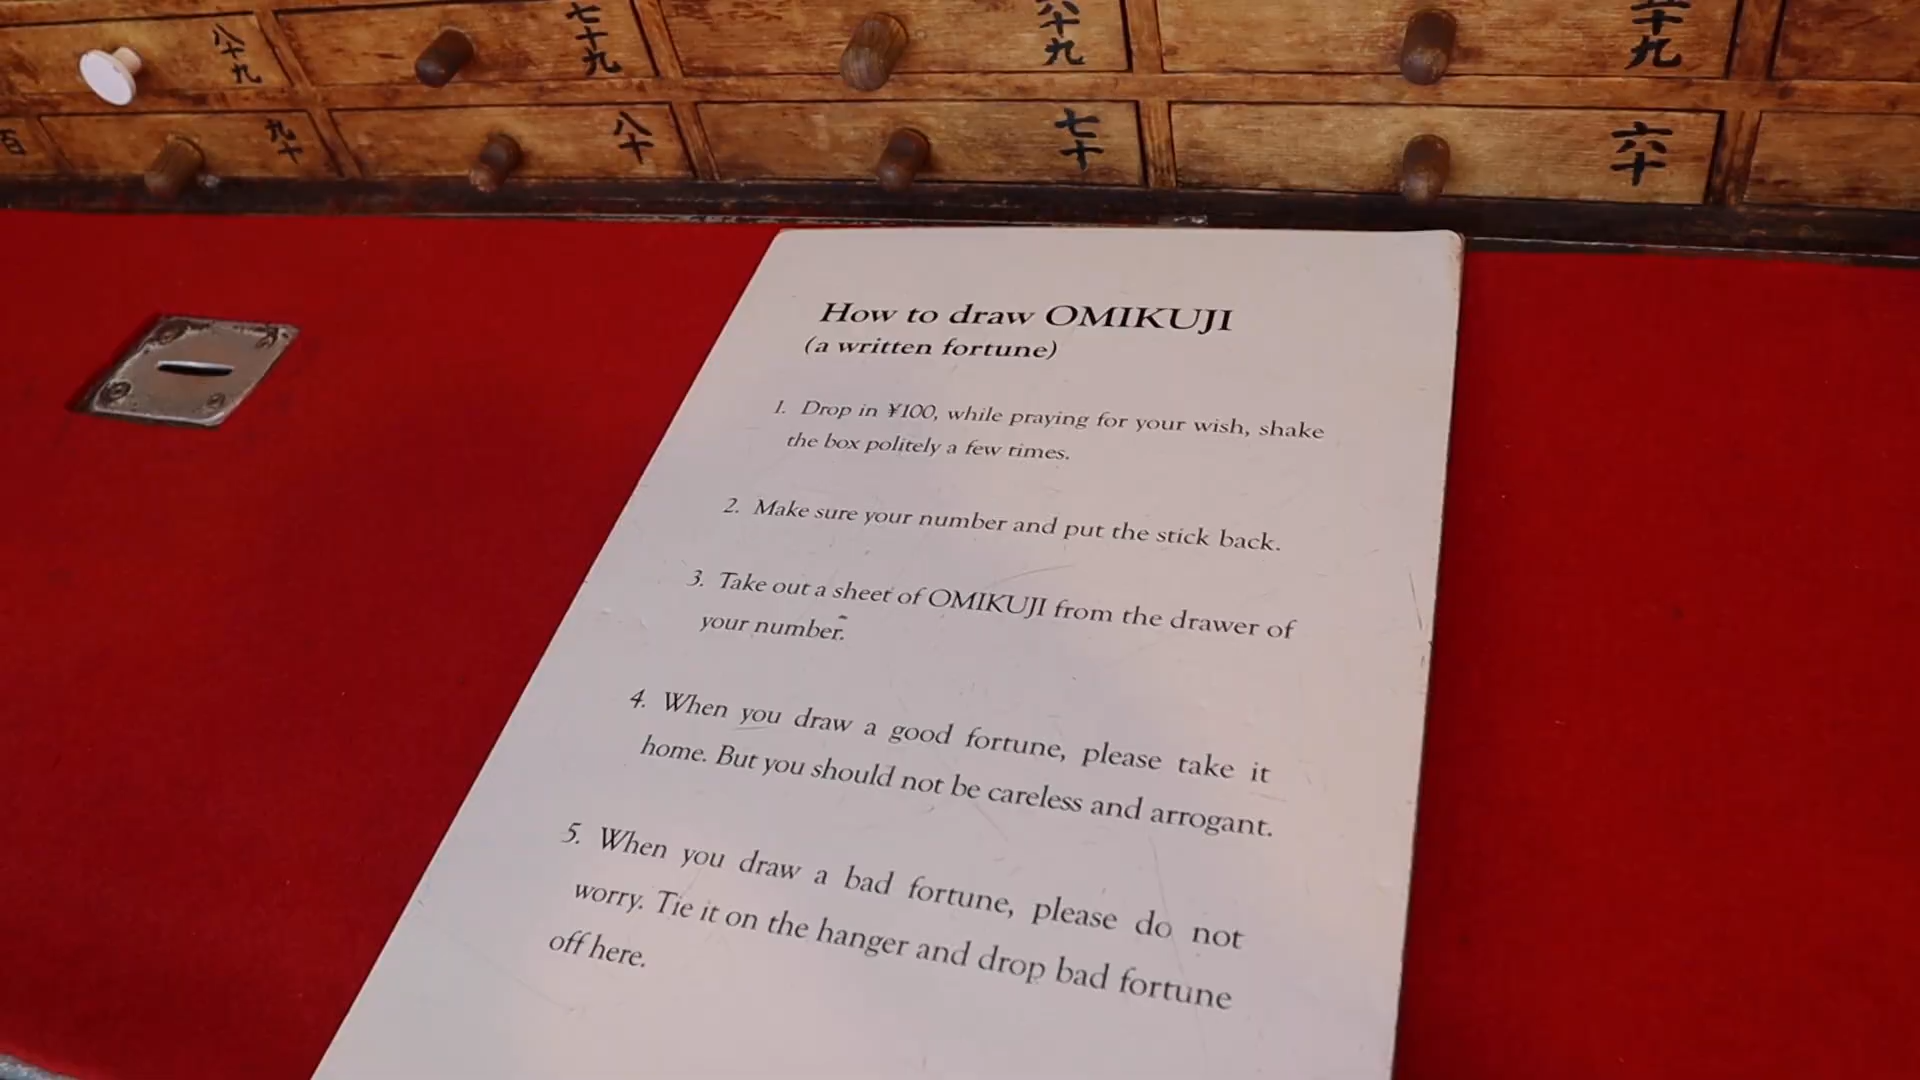 八十九
七十九
六十九
五十九
百
九十
八十
七十
六十
How to draw OMIKUJI
(a written fortune)
1. Drop in ¥100, while praying for your wish, shake
the box politely a few times.
2. Make sure your number and put the stick back.
3. Take out a sheet of OMIKUJI from the drawer of
your number.
4. When you draw a good fortune, please take it
home. But you should not be careless and arrogant.
5. When you draw a bad fortune, please do not
worry. Tie it on the hanger and drop bad fortune
off here.